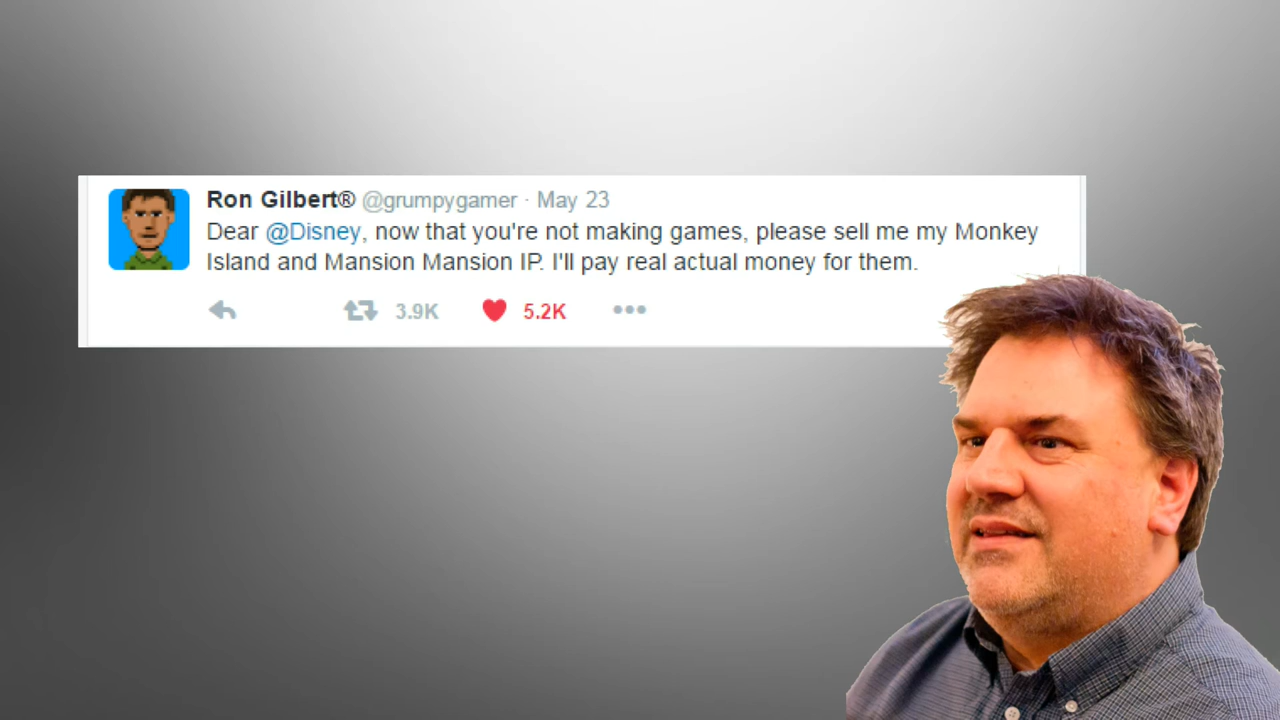 Ron Gilbert® @grumpygamer · May 23
Dear @Disney, now that you're not making games, please sell me my Monkey
Island and Mansion Mansion IP. I'll pay real actual money for them.
3.9K 5.2K